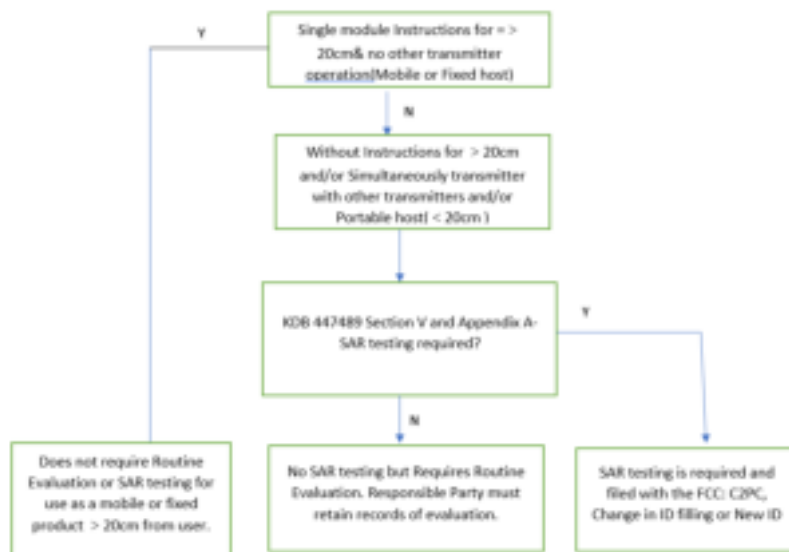 Single module Instructions for = >
20cm& no other transmitter
operation(Mobile or Fixed host)
Y
N
Without Instructions for > 20cm
and/or Simultaneously transmitter
with other transmitters and/or
Portable host( < 20cm )
KDB 447489 Section V and Appendix A-
SAR testing required?
Y
N
Does not require Routine
Evaluation or SAR testing for
use as a mobile or fixed
product > 20cm from user.
No SAR testing but Requires Routine
Evaluation. Responsible Party must
retain records of evaluation.
SAR testing is required and
filed with the FCC: C2PC,
Change in ID filling or New ID